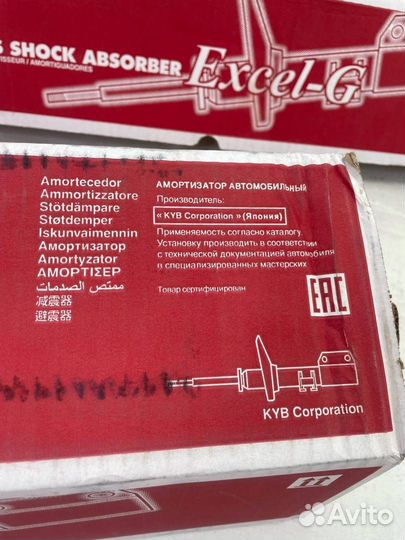 S SHOCK ABSORBER Excel-G
ISSEUR / AMORTIGUADORES
Amortecedor
Ammortizzatore
Stötdämpare
Støtdemper
Iskunvaimennin
Амортизатор
Amortyzator
ΑΜΟΡΤΙΣΕΡ
ممتص الصدمات
减震器
避震器
АМОРТИЗАТОР АВТОМОБИЛЬНЫЙ
Производитель:
« KYB Corporation » (Япония)
Применяемость согласно каталогу.
Установку производить в соответствии
с технической документацией автомобиля
в специализированных мастерских
Товар сертифицирован
EAC
KYB Corporation
Avito